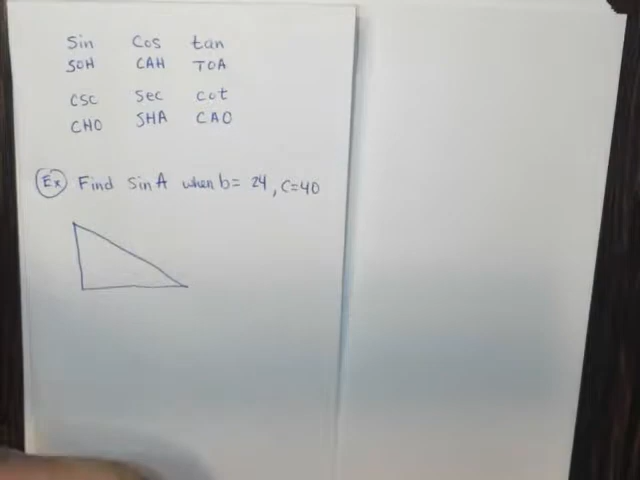 Sin Cos tan
SOH CAH TOA
CSC Sec cot
CHO SHA CAO
Ex Find sin A when b= 24, C=40